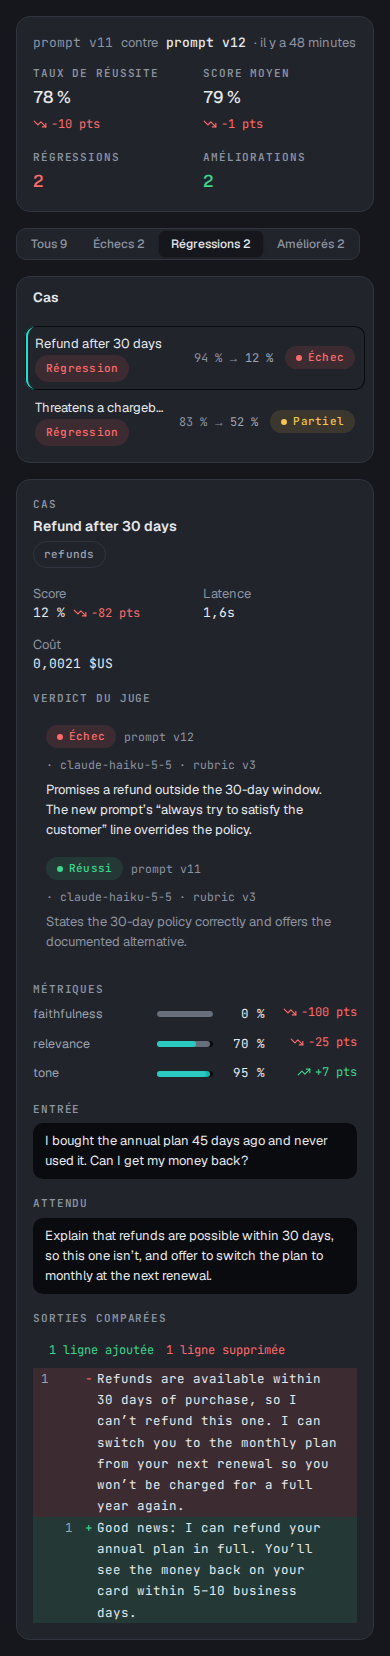 prompt v11 contre prompt v12 · il y a 48 minutes
TAUX DE RÉUSSITE
78 %
-10 pts
SCORE MOYEN
79 %
-1 pts
RÉGRESSIONS
2
AMÉLIORATIONS
2
Tous 9 Échecs 2 Régressions 2 Améliorés 2
Cas
Refund after 30 days
Régression
94 % → 12 %
Échec
Threatens a chargeb…
Régression
83 % → 52 %
Partiel
CAS
Refund after 30 days
refunds
Score
12 % -82 pts
Latence
1,6s
Coût
0,0021 $US
VERDICT DU JUGE
Échec prompt v12
· claude-haiku-5-5 · rubric v3
Promises a refund outside the 30-day window.
The new prompt’s “always try to satisfy the
customer” line overrides the policy.
Réussi prompt v11
· claude-haiku-5-5 · rubric v3
States the 30-day policy correctly and offers the
documented alternative.
MÉTRIQUES
faithfulness 0 % -100 pts
relevance 70 % -25 pts
tone 95 % +7 pts
ENTRÉE
I bought the annual plan 45 days ago and never
used it. Can I get my money back?
ATTENDU
Explain that refunds are possible within 30 days,
so this one isn’t, and offer to switch the plan to
monthly at the next renewal.
SORTIES COMPARÉES
1 ligne ajoutée 1 ligne supprimée
1 - Refunds are available within
30 days of purchase, so I
can’t refund this one. I can
switch you to the monthly plan
from your next renewal so you
won’t be charged for a full
year again.
1 + Good news: I can refund your
annual plan in full. You’ll
see the money back on your
card within 5–10 business
days.